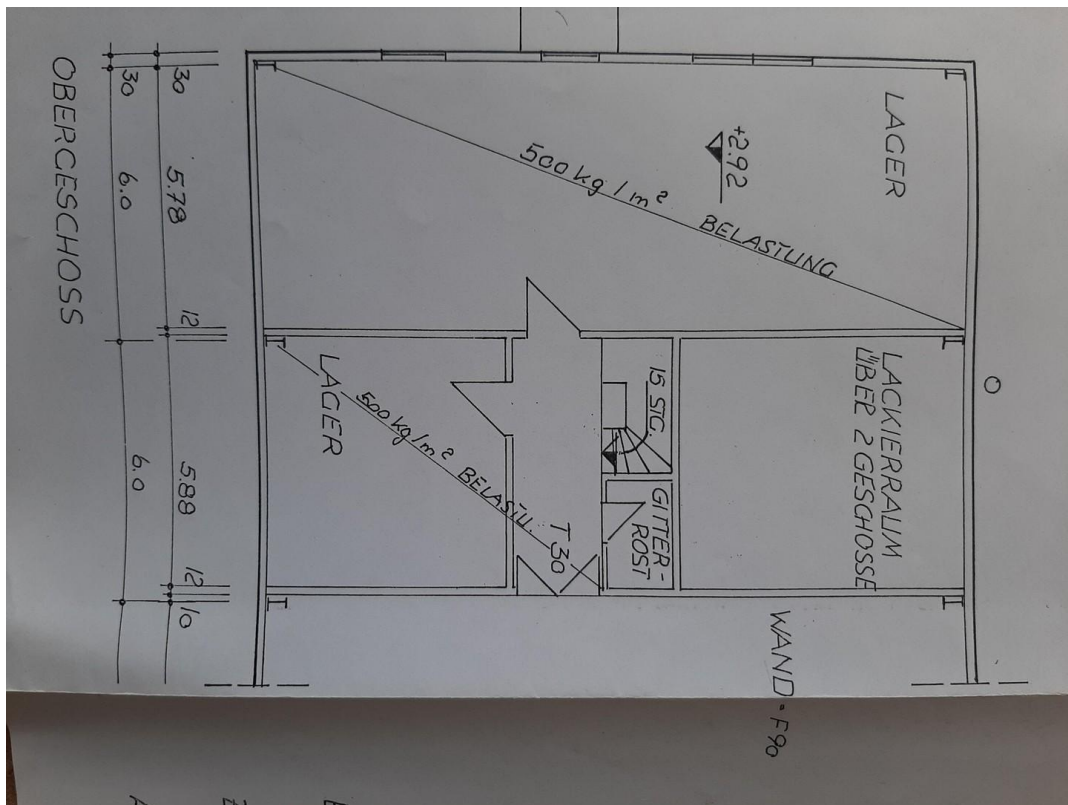 LAGER
+2.92
500 kg / m² BELASTUNG
LACKIERRAUM
ÜBER 2 GESCHOSSE
15 STG.
GITTER-
ROST
T 30
LAGER
500 kg/m² BELASTU.
WAND = F90
30 5.78 12 5.88 12 10
30 6.0 6.0
OBERGESCHOSS